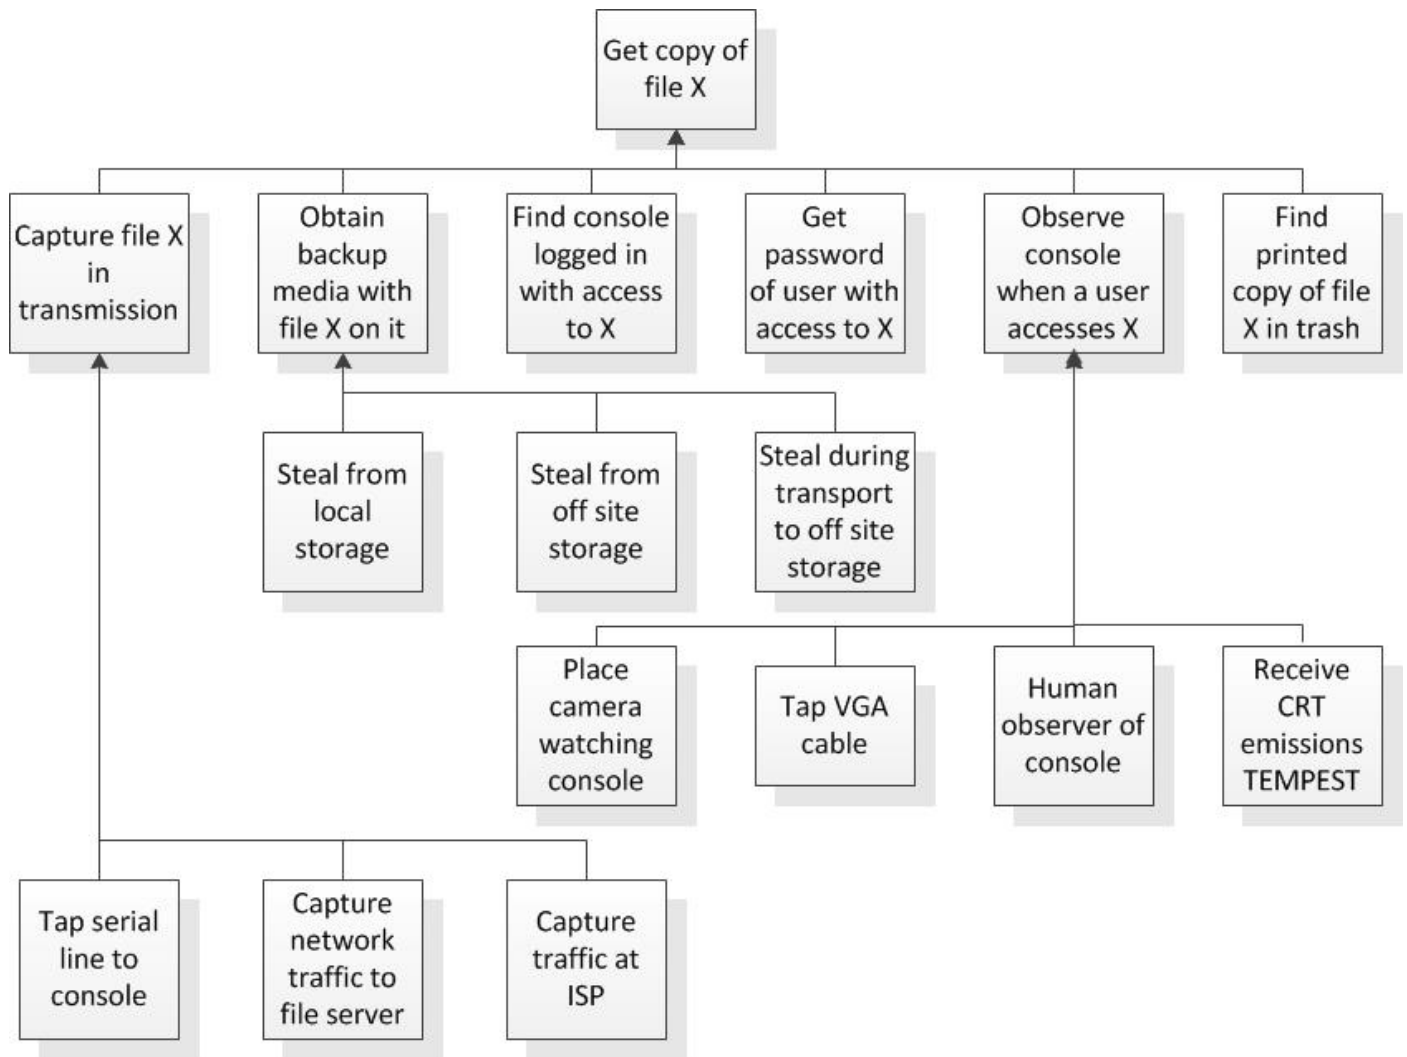 Get copy of
file X
Capture file X
in
transmission
Obtain
backup
media with
file X on it
Find console
logged in
with access
to X
Get
password
of user with
access to X
Observe
console
when a user
accesses X
Find
printed
copy of file
X in trash
Steal from
local
storage
Steal from
off site
storage
Steal during
transport
to off site
storage
Place
camera
watching
console
Tap VGA
cable
Human
observer of
console
Receive
CRT
emissions
TEMPEST
Tap serial
line to
console
Capture
network
traffic to
file server
Capture
traffic at
ISP